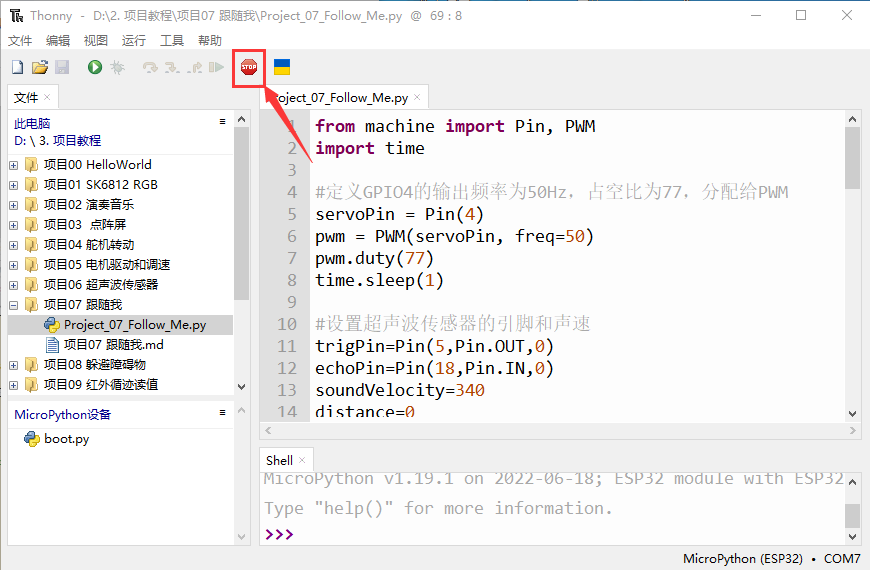 Thonny - D:\2. 项目教程\项目07 跟随我\Project_07_Follow_Me.py @ 69 : 8
文件 编辑 视图 运行 工具 帮助
STOP
文件 ×
此电脑
D: \ 3. 项目教程
项目00 HelloWorld
项目01 SK6812 RGB
项目02 演奏音乐
项目03 点阵屏
项目04 舵机转动
项目05 电机驱动和调速
项目06 超声波传感器
项目07 跟随我
Project_07_Follow_Me.py
项目07 跟随我.md
项目08 躲避障碍物
项目09 红外循迹读值
MicroPython设备
boot.py
oject_07_Follow_Me.py ×
1 from machine import Pin, PWM
2 import time
3
4 #定义GPIO4的输出频率为50Hz，占空比为77，分配给PWM
5 servoPin = Pin(4)
6 pwm = PWM(servoPin, freq=50)
7 pwm.duty(77)
8 time.sleep(1)
9
10 #设置超声波传感器的引脚和声速
11 trigPin=Pin(5,Pin.OUT,0)
12 echoPin=Pin(18,Pin.IN,0)
13 soundVelocity=340
14 distance=0
Shell ×
MicroPython v1.19.1 on 2022-06-18; ESP32 module with ESP32
Type "help()" for more information.
>>>
MicroPython (ESP32) • COM7